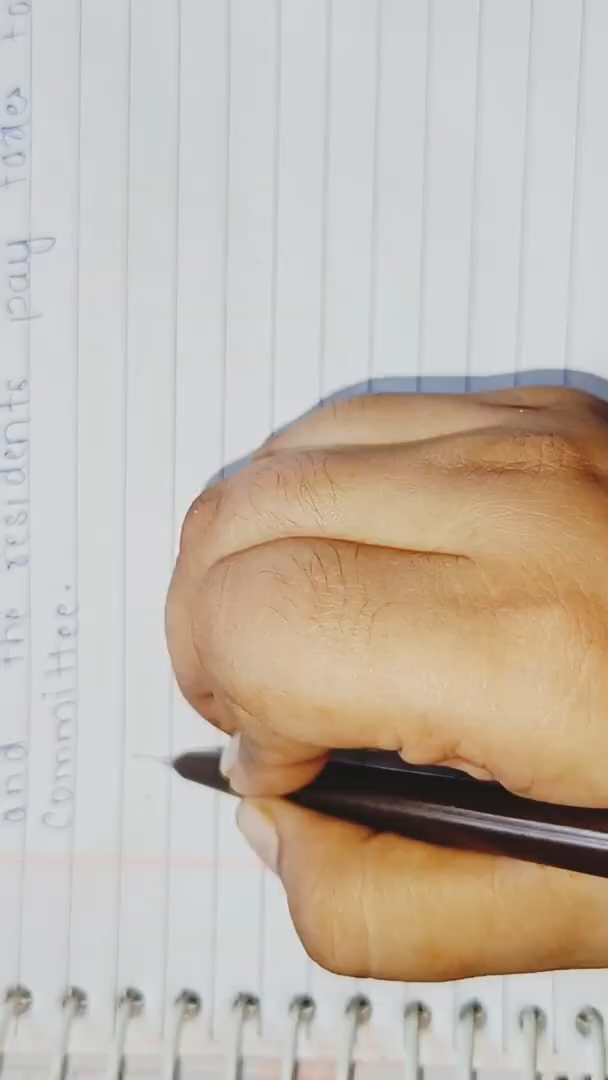 and the residents pay taxes to
Committee.